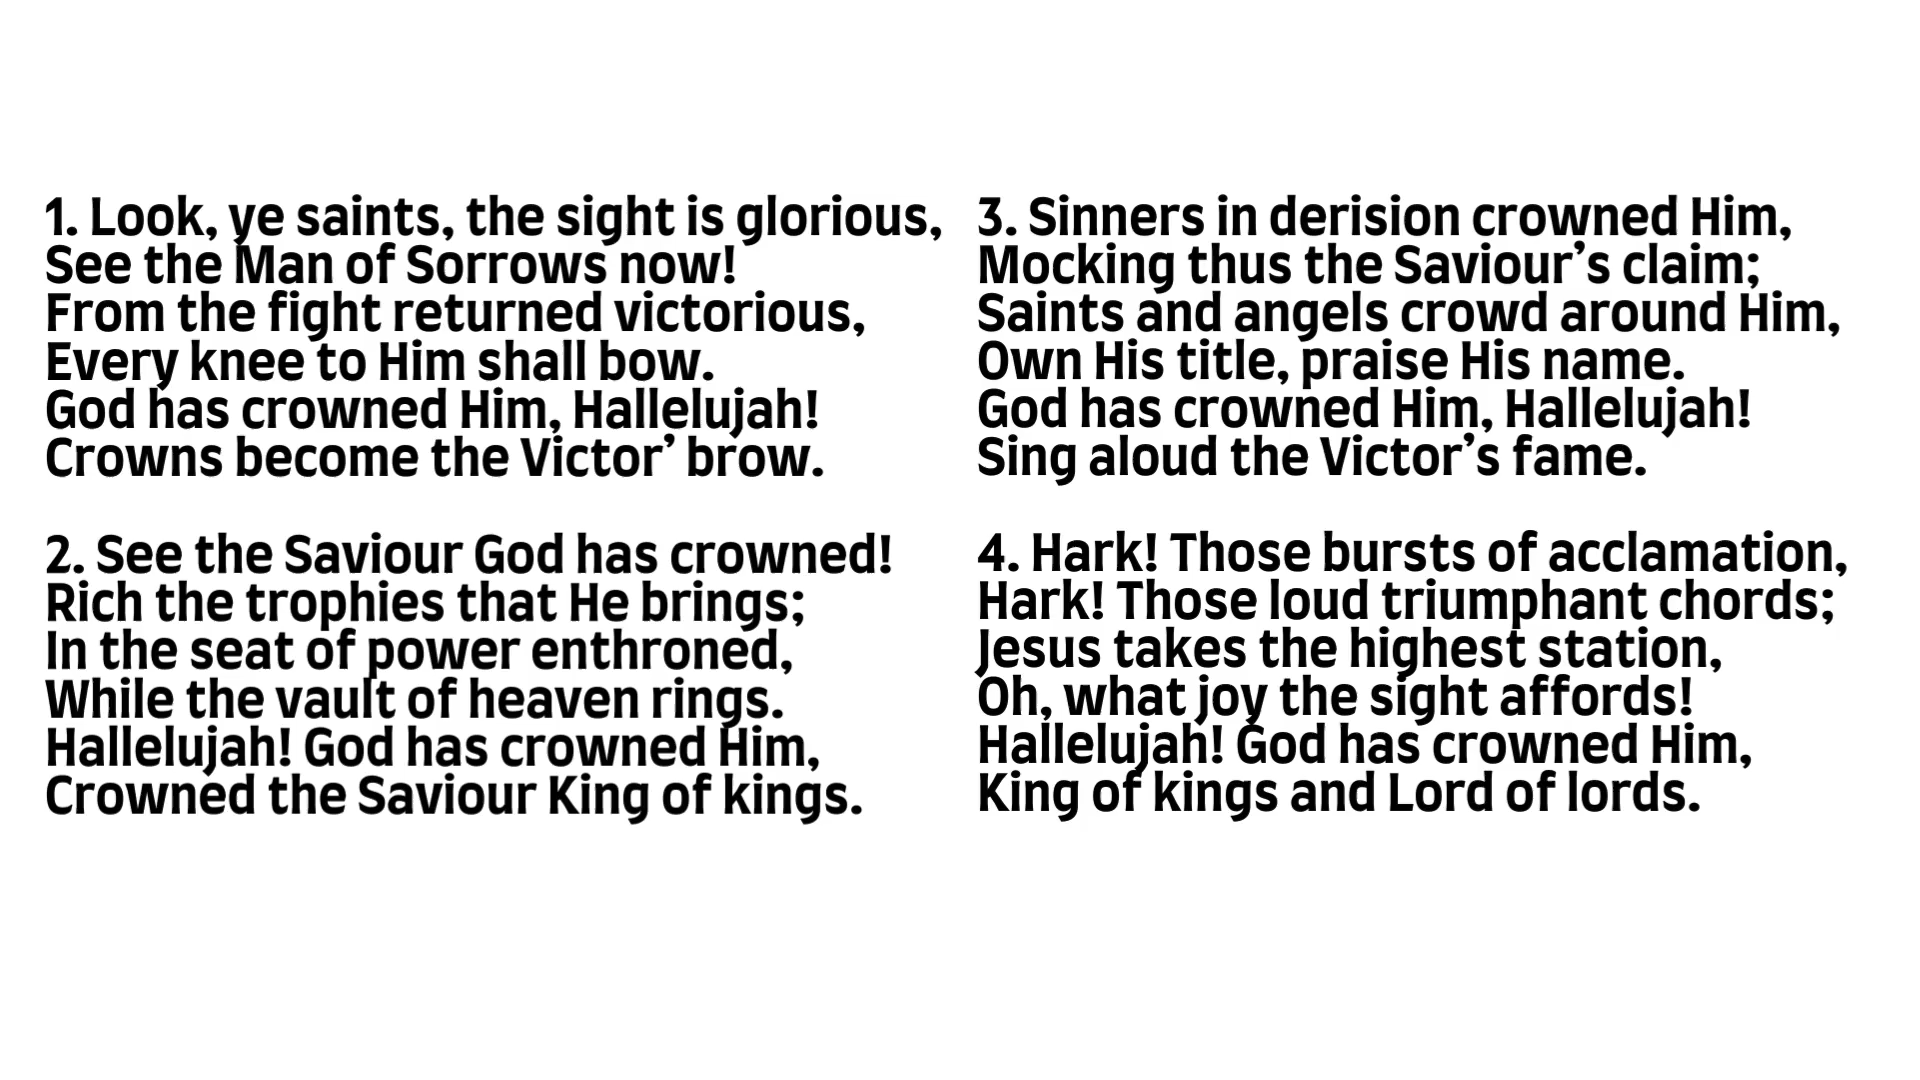 1. Look, ye saints, the sight is glorious,
See the Man of Sorrows now!
From the fight returned victorious,
Every knee to Him shall bow.
God has crowned Him, Hallelujah!
Crowns become the Victor’ brow.
2. See the Saviour God has crowned!
Rich the trophies that He brings;
In the seat of power enthroned,
While the vault of heaven rings.
Hallelujah! God has crowned Him,
Crowned the Saviour King of kings.
3. Sinners in derision crowned Him,
Mocking thus the Saviour’s claim;
Saints and angels crowd around Him,
Own His title, praise His name.
God has crowned Him, Hallelujah!
Sing aloud the Victor’s fame.
4. Hark! Those bursts of acclamation,
Hark! Those loud triumphant chords;
Jesus takes the highest station,
Oh, what joy the sight affords!
Hallelujah! God has crowned Him,
King of kings and Lord of lords.